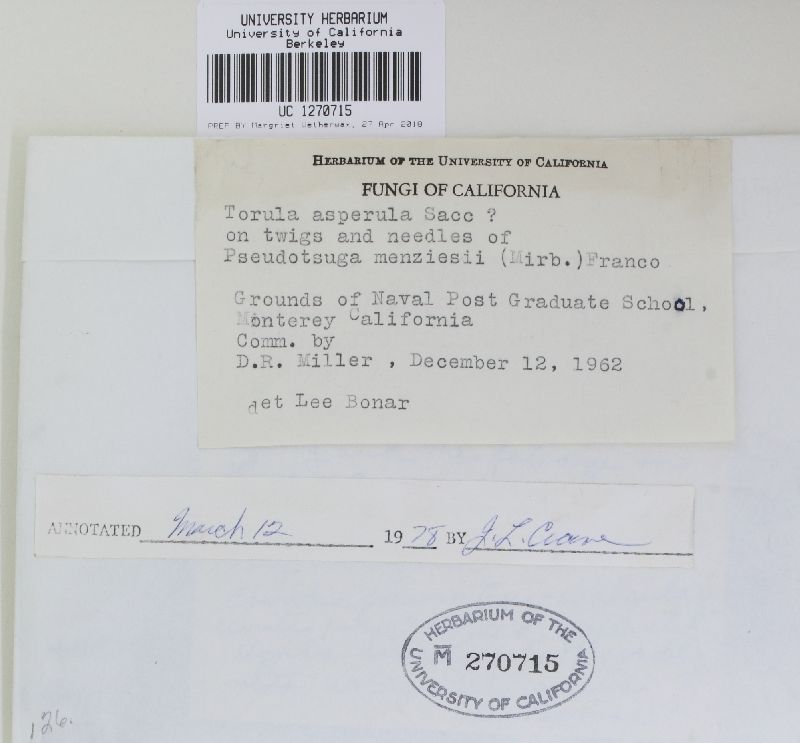 UNIVERSITY HERBARIUM
University of California
Berkeley
UC 1270715
PREP BY Margriet Wetherwax, 27 Apr 2018
HERBARIUM OF THE UNIVERSITY OF CALIFORNIA
FUNGI OF CALIFORNIA
Torula asperula Sacc ?
on twigs and needles of
Pseudotsuga menziesii (Mirb.)Franco
Grounds of Naval Post Graduate School,
Monterey California
Comm. by
D.R. Miller , December 12, 1962
det Lee Bonar
ANNOTATED March 12 1978 BY J.L. Crane
HERBARIUM OF THE
M 270715
UNIVERSITY OF CALIFORNIA
126.